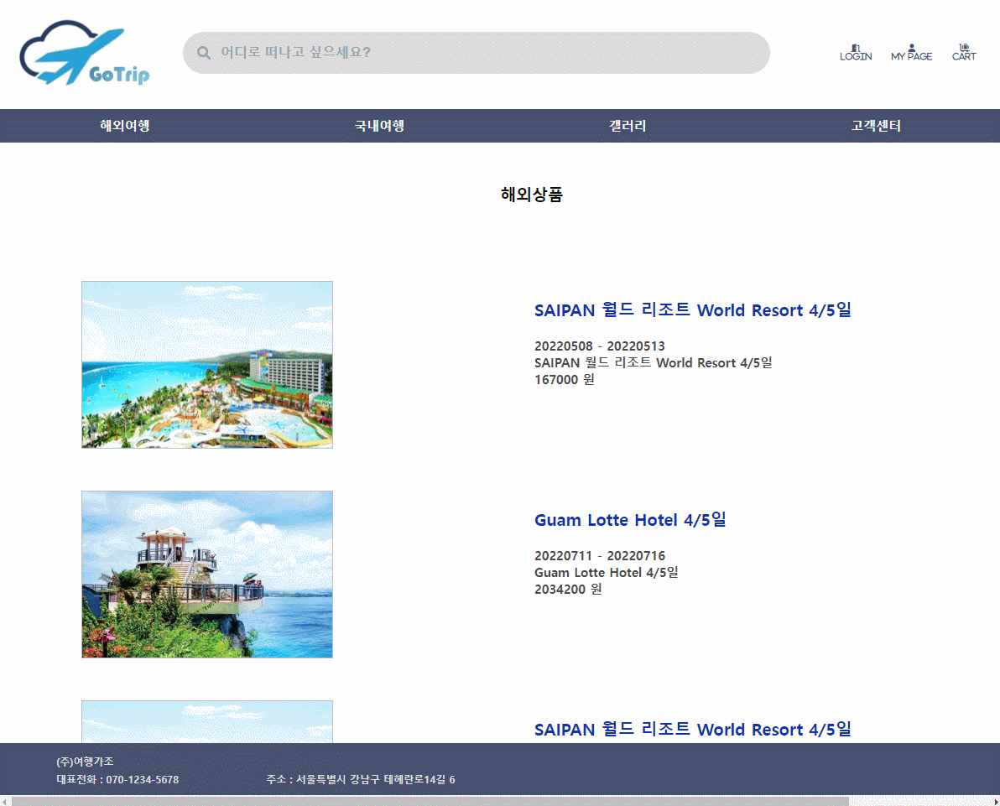 GoTrip
어디로 떠나고 싶으세요?
LOGIN MY PAGE CART
해외여행 국내여행 갤러리 고객센터
해외상품
SAIPAN 월드 리조트 World Resort 4/5일
20220508 - 20220513
SAIPAN 월드 리조트 World Resort 4/5일
167000 원
Guam Lotte Hotel 4/5일
20220711 - 20220716
Guam Lotte Hotel 4/5일
2034200 원
SAIPAN 월드 리조트 World Resort 4/5일
(주)여행가조
대표전화 : 070-1234-5678 주소 : 서울특별시 강남구 테헤란로14길 6